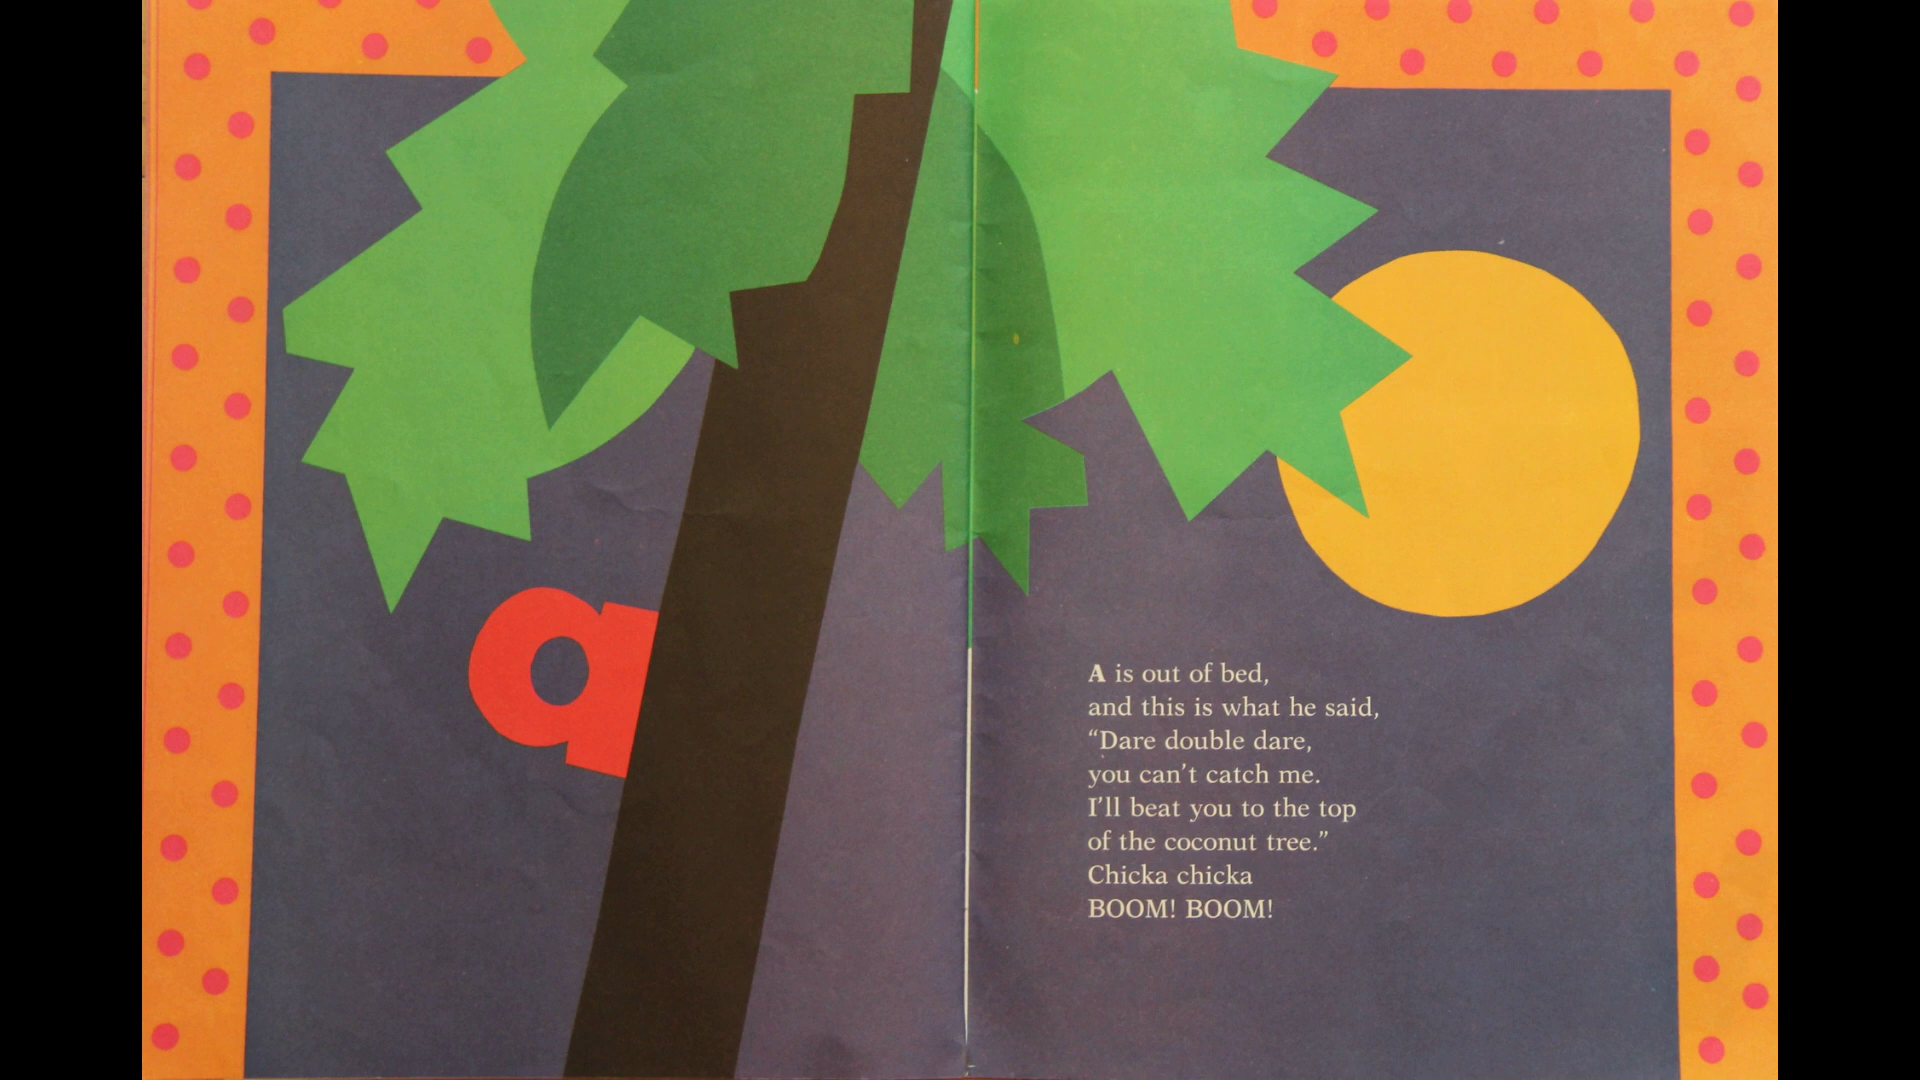 a
A is out of bed,
and this is what he said,
“Dare double dare,
you can’t catch me.
I’ll beat you to the top
of the coconut tree.”
Chicka chicka
BOOM! BOOM!